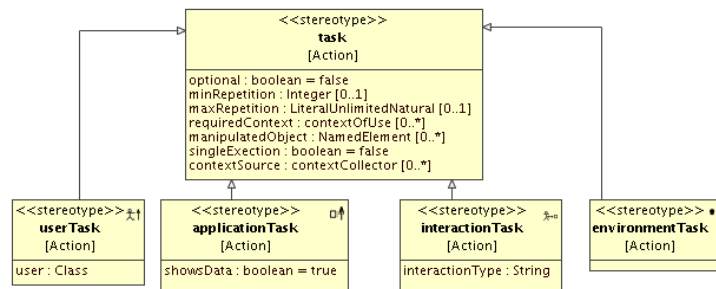 <<stereotype>>
task
[Action]
optional : boolean = false
minRepetition : Integer [0..1]
maxRepetition : LiteralUnlimitedNatural [0..1]
requiredContext : contextOfUse [0..*]
manipulatedObject : NamedElement [0..*]
singleExection : boolean = false
contextSource : contextCollector [0..*]
<<stereotype>>
userTask
[Action]
user : Class
<<stereotype>>
applicationTask
[Action]
showsData : boolean = true
<<stereotype>>
interactionTask
[Action]
interactionType : String
<<stereotype>>
environmentTask
[Action]